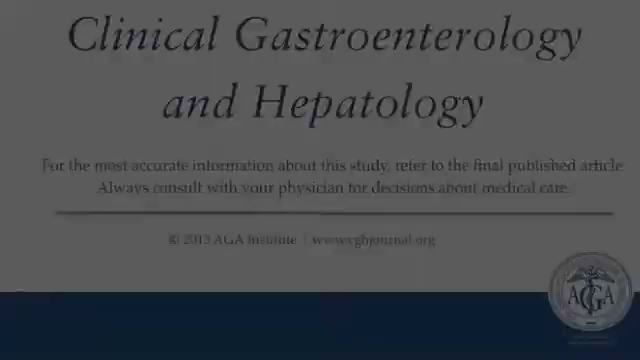 Clinical Gastroenterology
and Hepatology
For the most accurate information about this study, refer to the final published article.
Always consult with your physician for decisions about medical care.
© 2013 AGA Institute | www.cghjournal.org
AGA